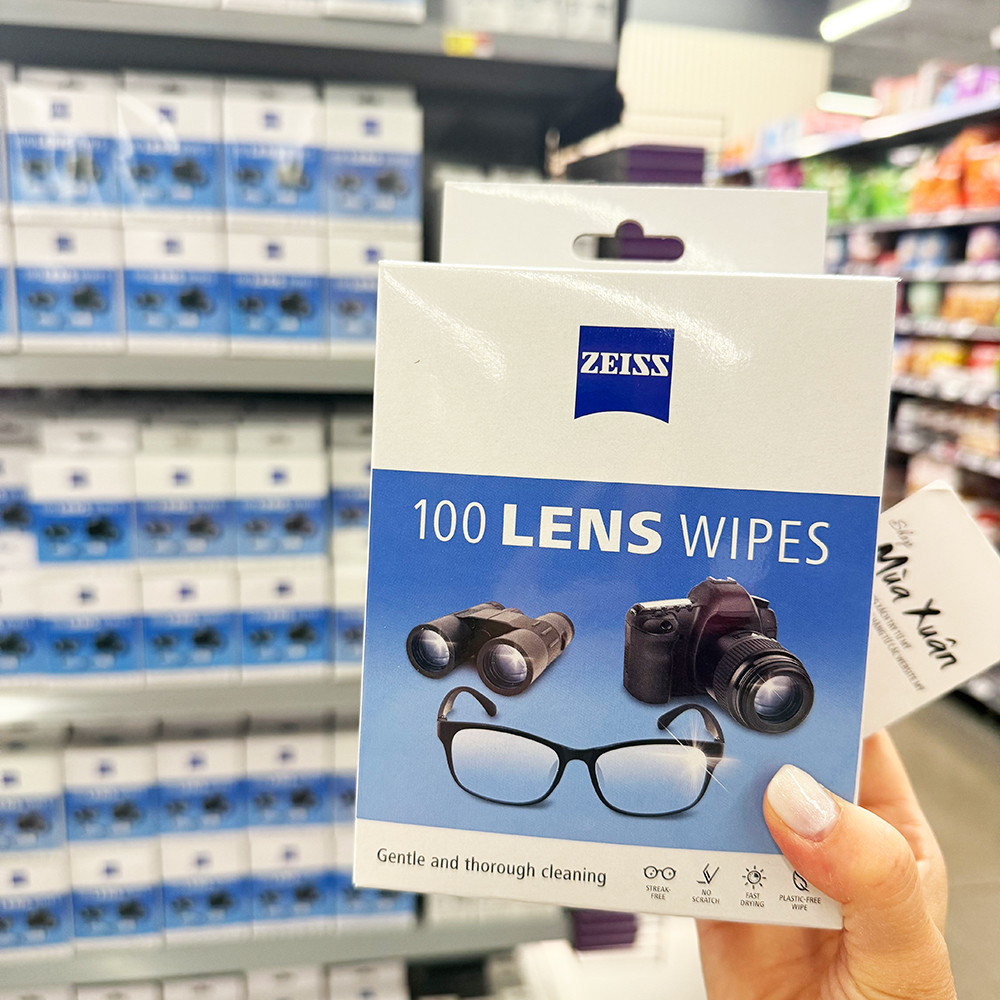 ZEISS
100 LENS WIPES
Gentle and thorough cleaning
STREAK-
FREE
NO
SCRATCH
FAST
DRYING
PLASTIC-FREE
WIPE
Shop
Mùa Xuân